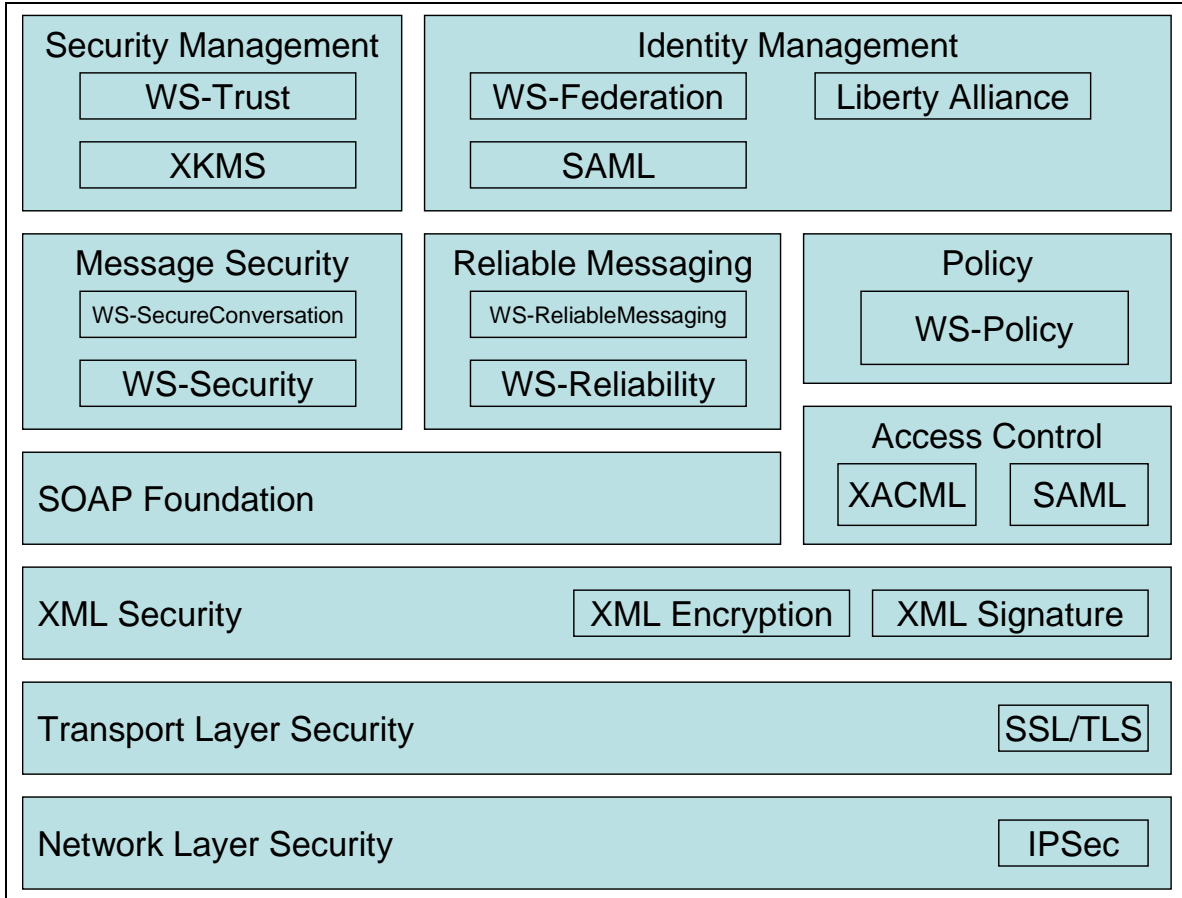 Security Management
WS-Trust
XKMS
Identity Management
WS-Federation
Liberty Alliance
SAML
Message Security
WS-SecureConversation
WS-Security
Reliable Messaging
WS-ReliableMessaging
WS-Reliability
Policy
WS-Policy
Access Control
XACML
SAML
SOAP Foundation
XML Security
XML Encryption
XML Signature
Transport Layer Security
SSL/TLS
Network Layer Security
IPSec